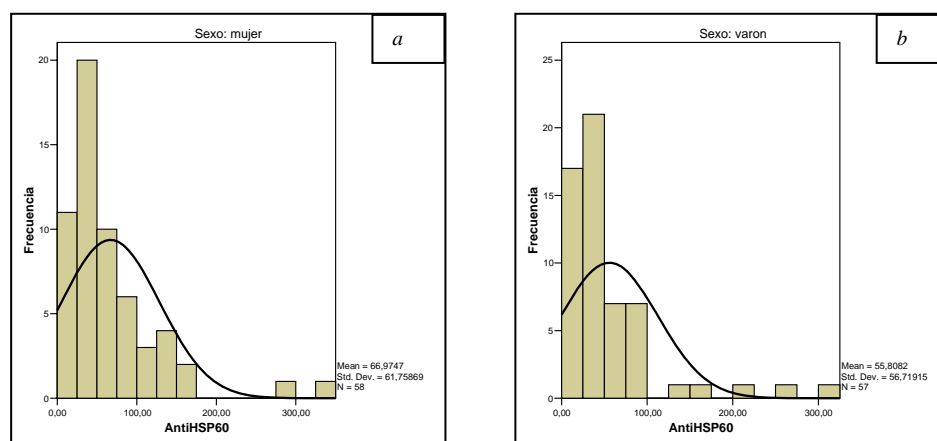 Sexo: mujer
a
20
15
10
5
0
Frecuencia
0,00
100,00
200,00
300,00
AntiHSP60
Mean = 66,9747
Std. Dev. = 61,75869
N = 58
Sexo: varon
b
25
20
15
10
5
0
Frecuencia
0,00
100,00
200,00
300,00
AntiHSP60
Mean = 55,8082
Std. Dev. = 56,71915
N = 57